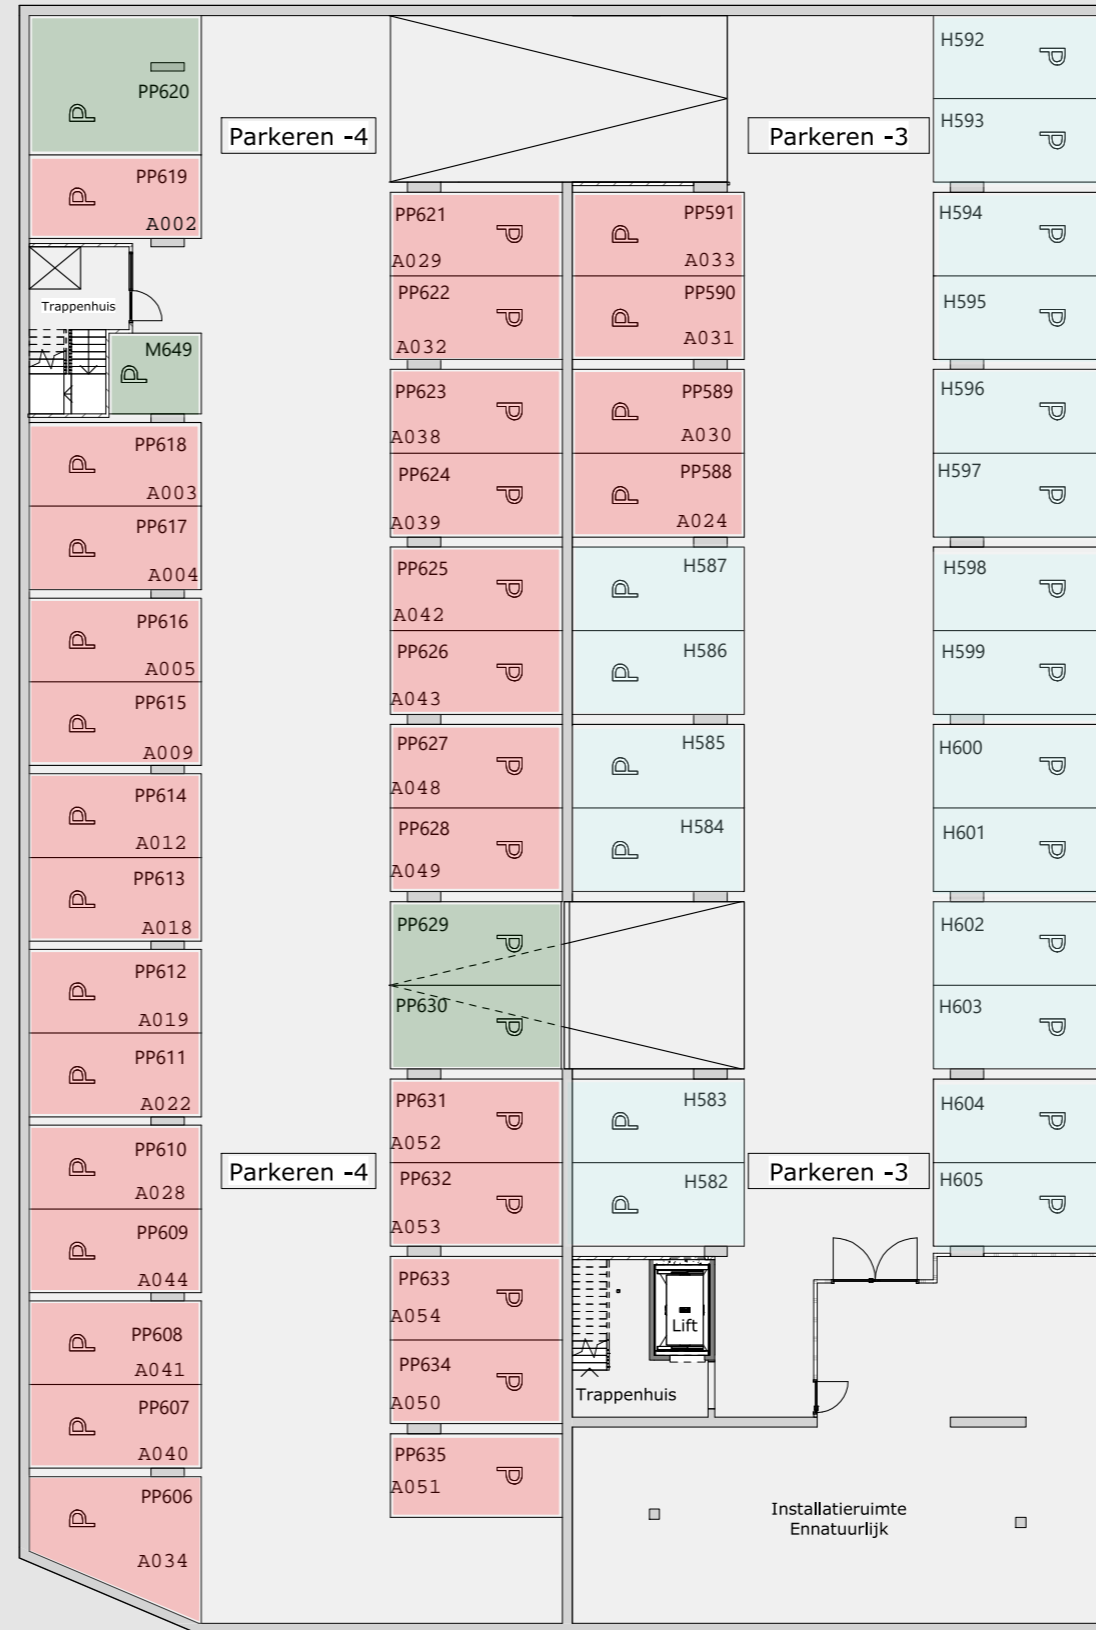 PP620
P
Parkeren -4
Parkeren -3
H592
P
H593
P
PP619
P
A002
Trappenhuis
M649
P
PP618
P
A003
PP617
P
A004
PP616
P
A005
PP615
P
A009
PP614
P
A012
PP613
P
A018
PP612
P
A019
PP611
P
A022
PP610
P
A028
PP609
P
A044
PP608
P
A041
PP607
P
A040
PP606
P
A034
Parkeren -4
PP621
P
A029
PP622
P
A032
PP623
P
A038
PP624
P
A039
PP625
P
A042
PP626
P
A043
PP627
P
A048
PP628
P
A049
PP629
P
PP630
P
PP631
P
A052
PP632
P
A053
PP633
P
A054
PP634
P
A050
PP635
P
A051
PP591
P
A033
PP590
P
A031
PP589
P
A030
PP588
P
A024
H587
P
H586
P
H585
P
H584
P
H583
P
H582
P
Parkeren -3
H594
P
H595
P
H596
P
H597
P
H598
P
H599
P
H600
P
H601
P
H602
P
H603
P
H604
P
H605
P
Lift
Trappenhuis
Installatieruimte
Ennatuurlijk